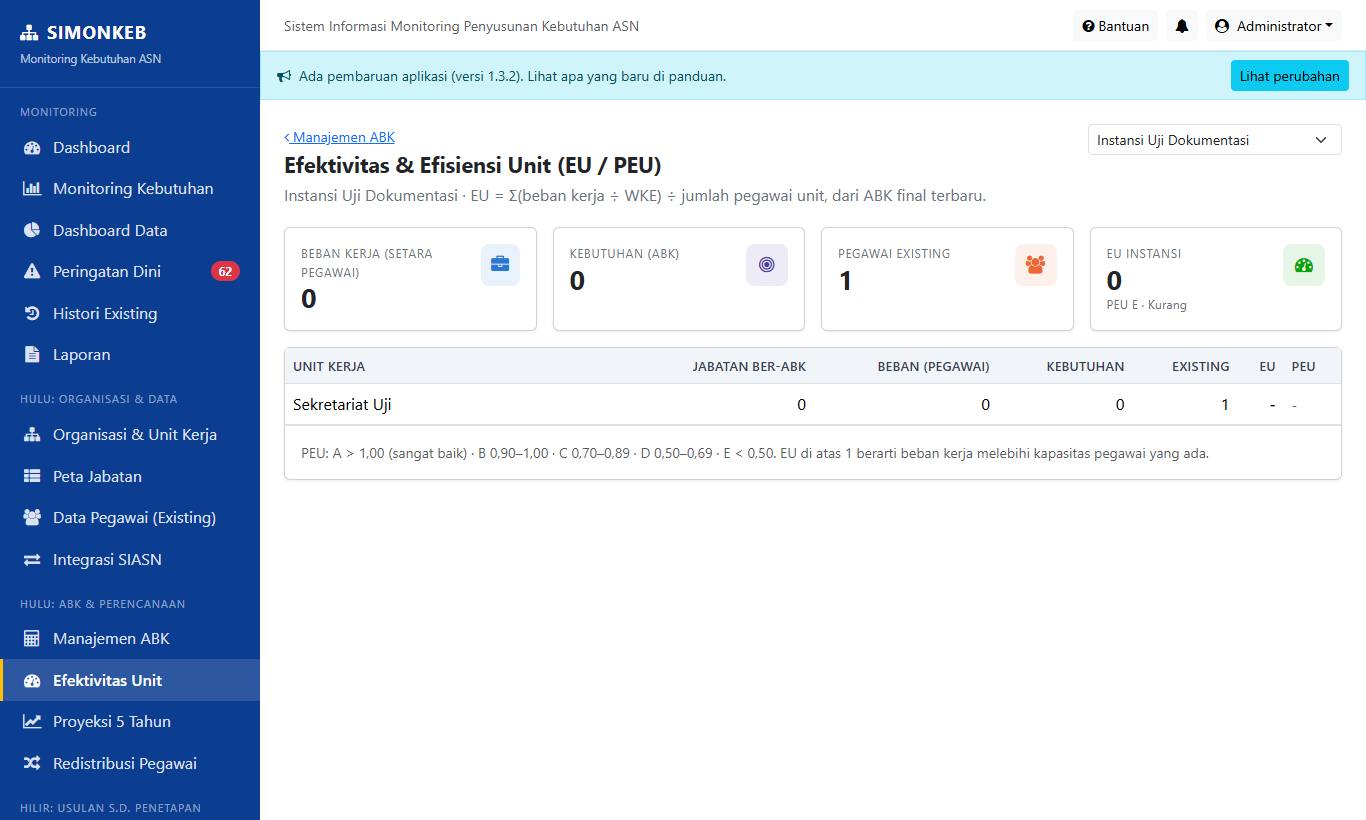 SIMONKEB
Monitoring Kebutuhan ASN
MONITORING
Dashboard
Monitoring Kebutuhan
Dashboard Data
Peringatan Dini 62
Histori Existing
Laporan
HULU: ORGANISASI & DATA
Organisasi & Unit Kerja
Peta Jabatan
Data Pegawai (Existing)
Integrasi SIASN
HULU: ABK & PERENCANAAN
Manajemen ABK
Efektivitas Unit
Proyeksi 5 Tahun
Redistribusi Pegawai
HILIR: USULAN S.D. PENETAPAN
Sistem Informasi Monitoring Penyusunan Kebutuhan ASN
Bantuan
Administrator
Ada pembaruan aplikasi (versi 1.3.2). Lihat apa yang baru di panduan.
Lihat perubahan
Manajemen ABK
Instansi Uji Dokumentasi
Efektivitas & Efisiensi Unit (EU / PEU)
Instansi Uji Dokumentasi · EU = Σ(beban kerja ÷ WKE) ÷ jumlah pegawai unit, dari ABK final terbaru.
BEBAN KERJA (SETARA
PEGAWAI)
0
KEBUTUHAN (ABK)
0
PEGAWAI EXISTING
1
EU INSTANSI
0
PEU E · Kurang
UNIT KERJA JABATAN BER-ABK BEBAN (PEGAWAI) KEBUTUHAN EXISTING EU PEU
Sekretariat Uji 0 0 0 1 - -
PEU: A > 1,00 (sangat baik) · B 0,90–1,00 · C 0,70–0,89 · D 0,50–0,69 · E < 0,50. EU di atas 1 berarti beban kerja melebihi kapasitas pegawai yang ada.